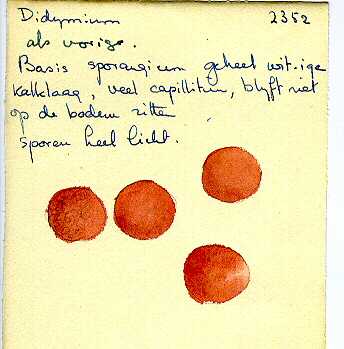 Didymium 2352
als vorige.
Basis sporangium geheel wit-ige
kalklaag, veel capillitium, blyft niet
op de bodem zitten
sporen heel licht.